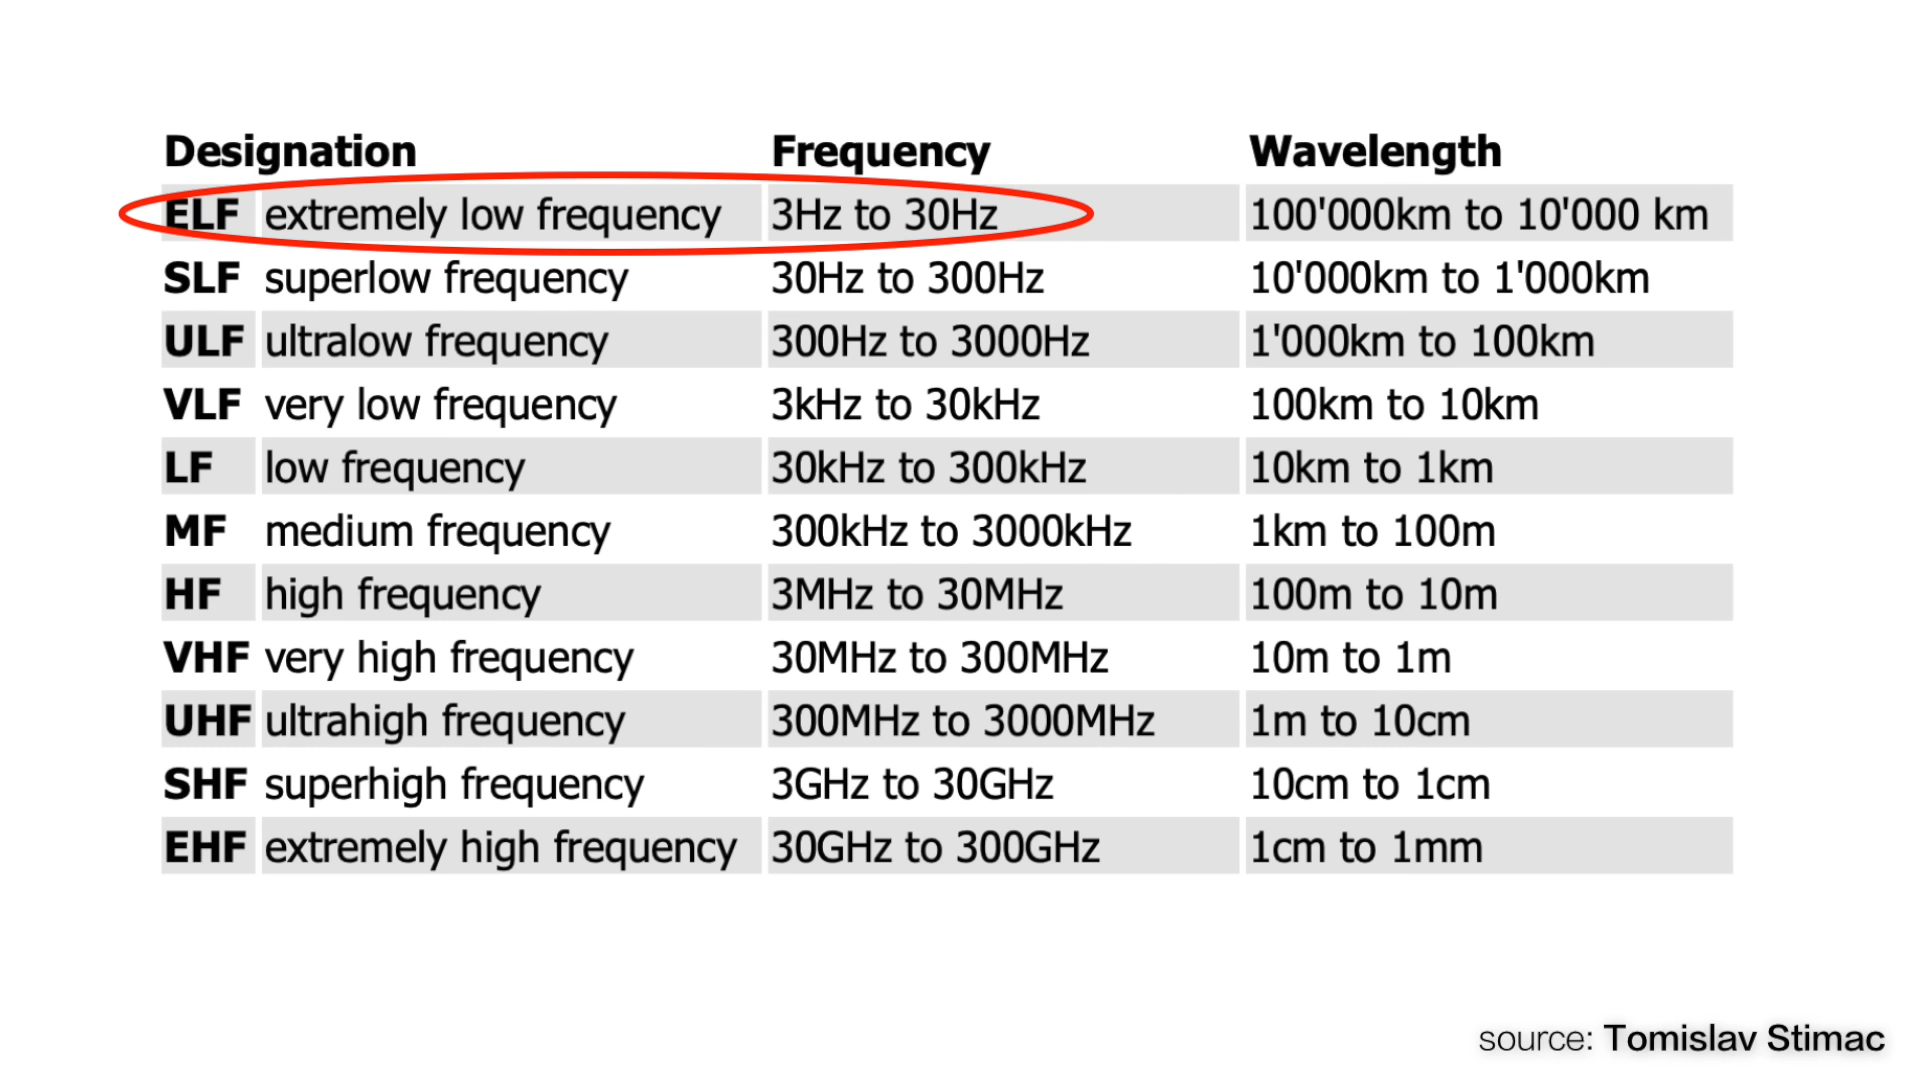 Designation Frequency Wavelength
ELF extremely low frequency 3Hz to 30Hz 100'000km to 10'000 km
SLF superlow frequency 30Hz to 300Hz 10'000km to 1'000km
ULF ultralow frequency 300Hz to 3000Hz 1'000km to 100km
VLF very low frequency 3kHz to 30kHz 100km to 10km
LF low frequency 30kHz to 300kHz 10km to 1km
MF medium frequency 300kHz to 3000kHz 1km to 100m
HF high frequency 3MHz to 30MHz 100m to 10m
VHF very high frequency 30MHz to 300MHz 10m to 1m
UHF ultrahigh frequency 300MHz to 3000MHz 1m to 10cm
SHF superhigh frequency 3GHz to 30GHz 10cm to 1cm
EHF extremely high frequency 30GHz to 300GHz 1cm to 1mm
source: Tomislav Stimac